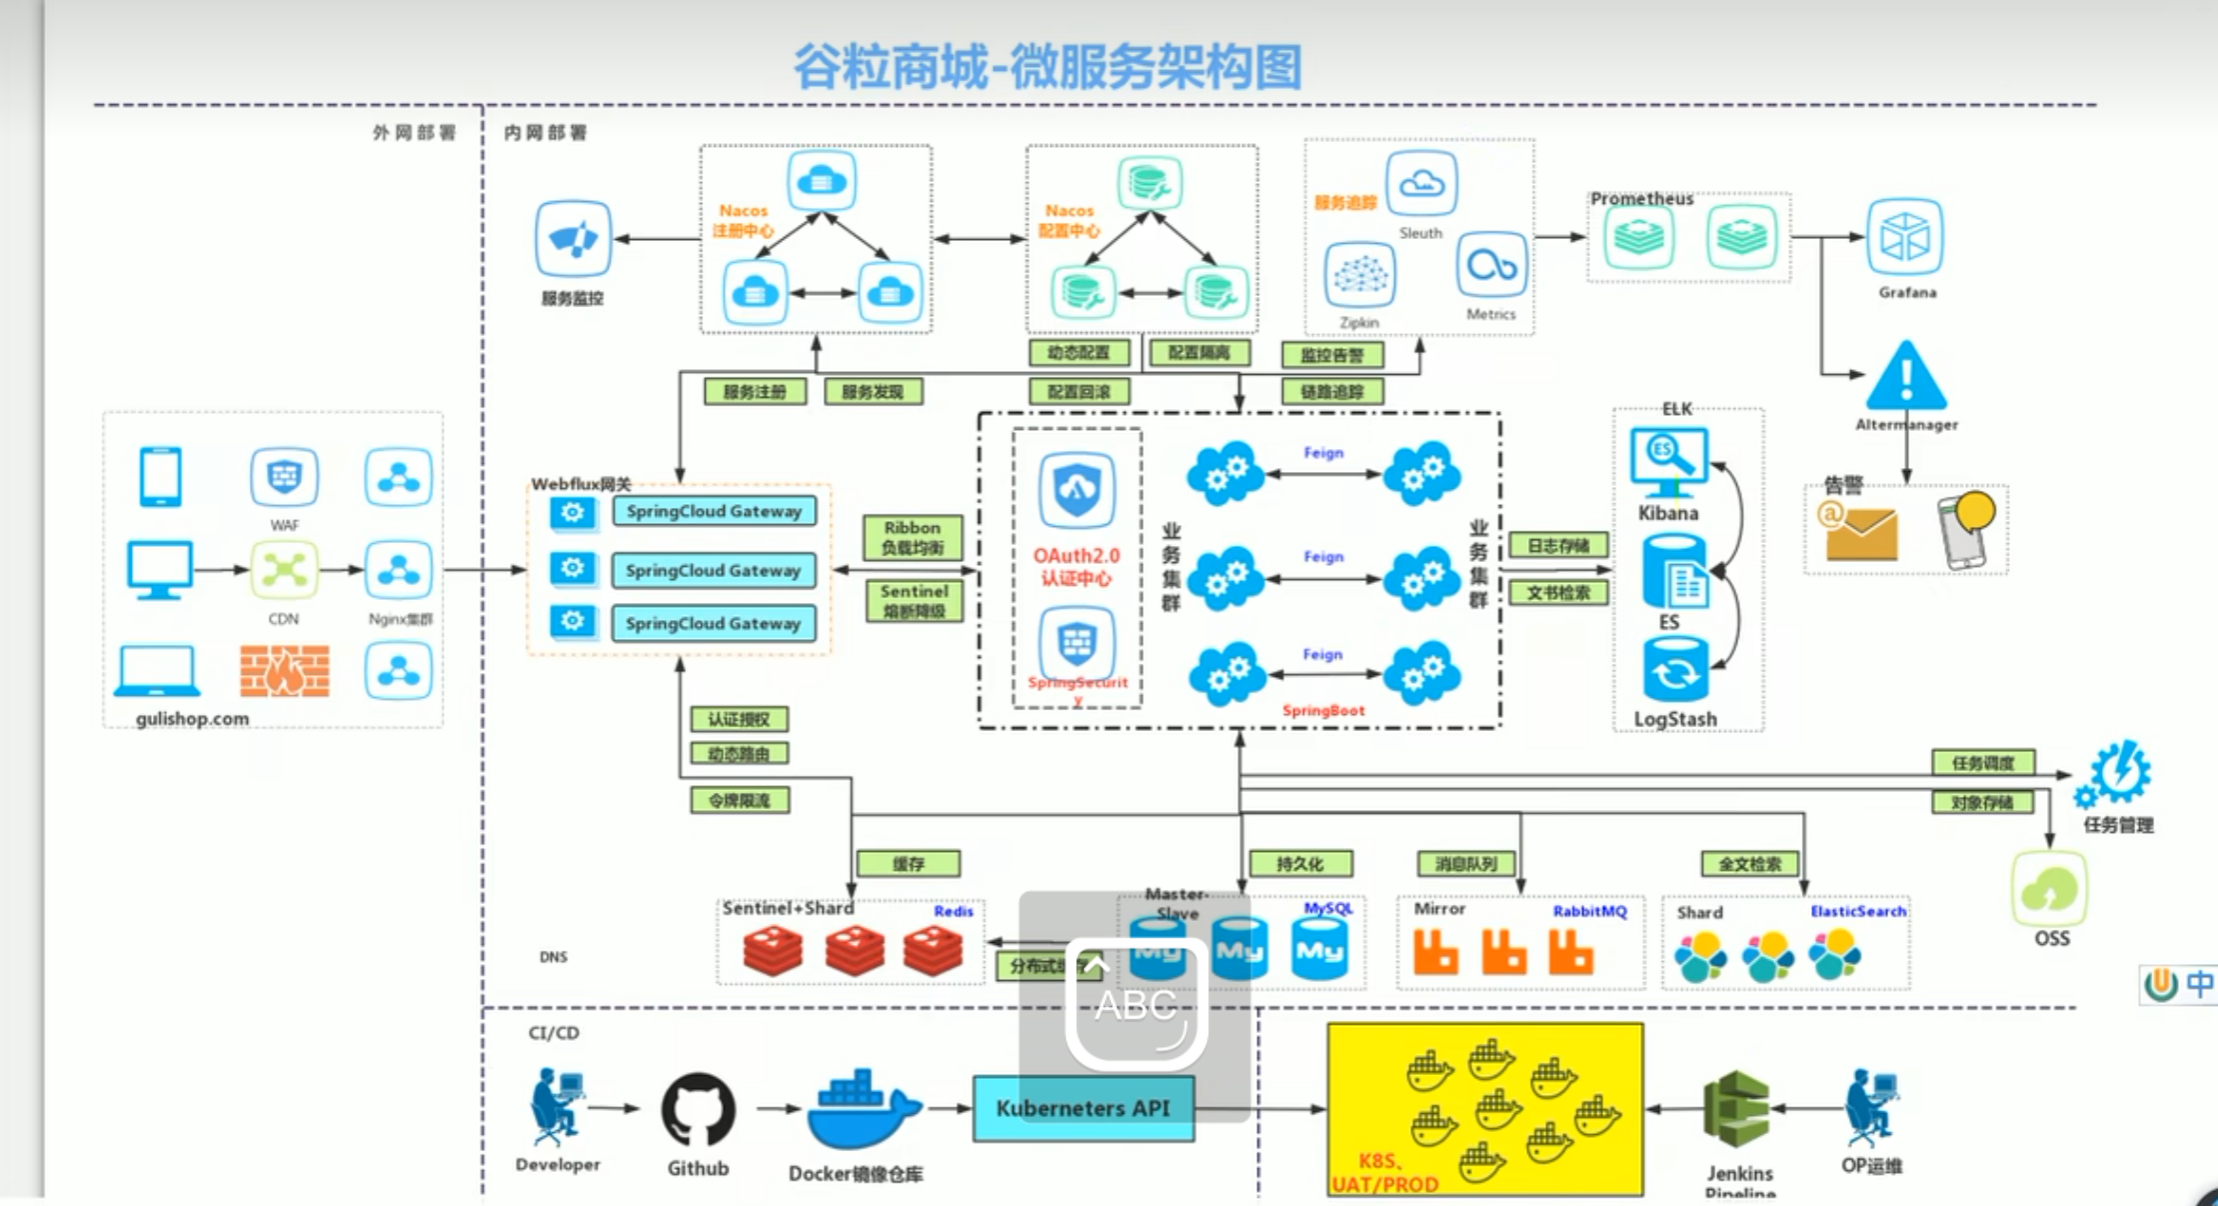 谷粒商城-微服务架构图
外网部署
内网部署
Nacos
注册中心
服务监控
Nacos
配置中心
服务追踪
Sleuth
Zipkin
Metrics
Prometheus
Grafana
Altermanager
告警
动态配置
配置隔离
监控告警
服务注册
服务发现
配置回滚
链路追踪
WAF
CDN
Nginx集群
gulishop.com
Webflux网关
SpringCloud Gateway
SpringCloud Gateway
SpringCloud Gateway
Ribbon
负载均衡
Sentinel
熔断降级
OAuth2.0
认证中心
SpringSecurit
y
业务集群
Feign
Feign
Feign
SpringBoot
业务集群
日志存储
文书检索
ELK
ES
Kibana
ES
LogStash
认证授权
动态路由
令牌限流
任务调度
对象存储
任务管理
OSS
缓存
持久化
消息队列
全文检索
Sentinel+Shard
Redis
Master-
Slave
MySQL
My
My
My
Mirror
RabbitMQ
Shard
ElasticSearch
分布式缓存
DNS
ABC
中
CI/CD
Developer
Github
Docker镜像仓库
Kuberneters API
K8S、
UAT/PROD
Jenkins
Pipeline
OP运维